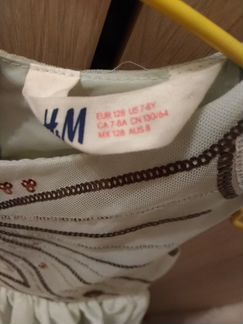 H&M
EUR 128 US 7-8Y
CA 7-8A CN 130/64
MX 128 AUS 8